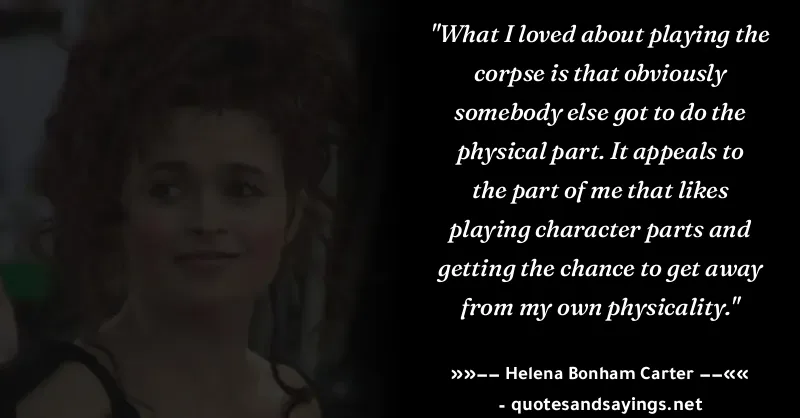 "What I loved about playing the
corpse is that obviously
somebody else got to do the
physical part. It appeals to
the part of me that likes
playing character parts and
getting the chance to get away
from my own physicality."
»»–– Helena Bonham Carter ––««
- quotesandsayings.net